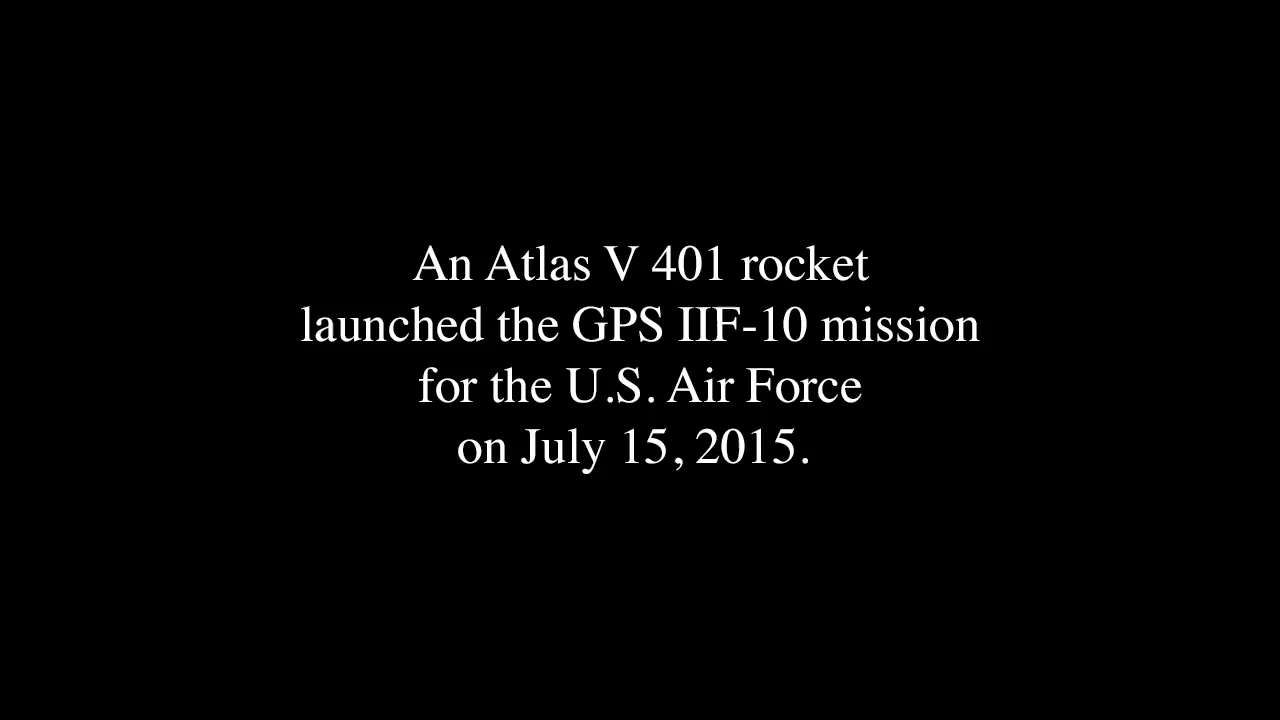 An Atlas V 401 rocket
launched the GPS IIF-10 mission
for the U.S. Air Force
on July 15, 2015.